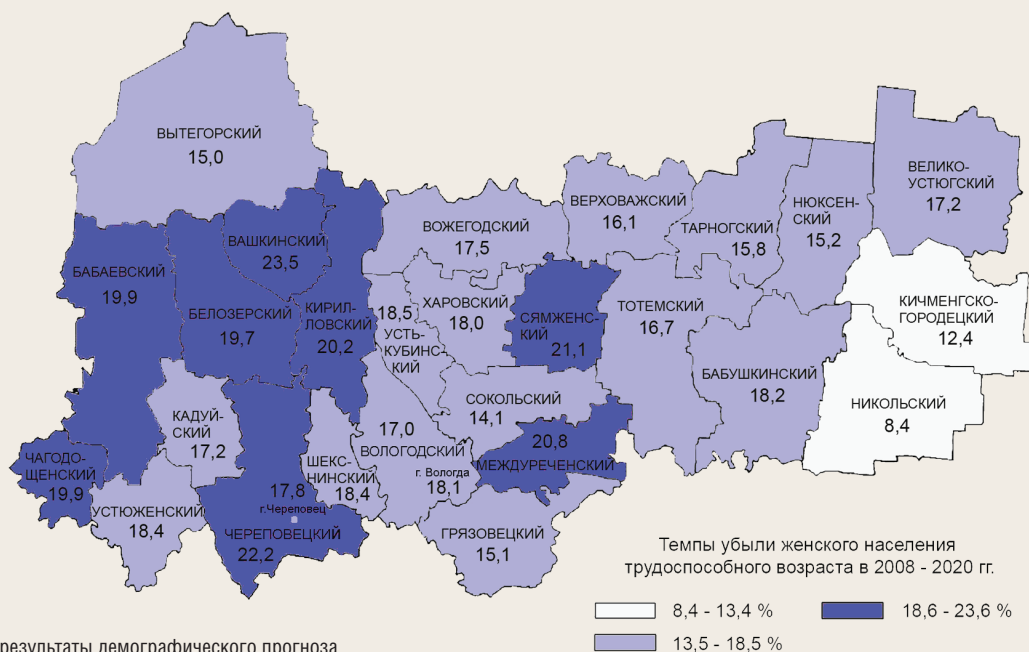 ВЫТЕГОРСКИЙ
15,0
ВЕЛИКО-
УСТЮГСКИЙ
17,2
ВЕРХОВАЖСКИЙ
16,1
НЮКСЕН-
СКИЙ
15,2
ТАРНОГСКИЙ
15,8
ВОЖЕГОДСКИЙ
17,5
ВАШКИНСКИЙ
23,5
БАБАЕВСКИЙ
19,9
БЕЛОЗЕРСКИЙ
19,7
КИРИЛ-
ЛОВСКИЙ
20,2
18,5
УСТЬ-
КУБИН-
СКИЙ
ХАРОВСКИЙ
18,0
СЯМЖЕНС-
КИЙ
21,1
ТОТЕМСКИЙ
16,7
КИЧМЕНГСКО-
ГОРОДЕЦКИЙ
12,4
БАБУШКИНСКИЙ
18,2
НИКОЛЬСКИЙ
8,4
СОКОЛЬСКИЙ
14,1
КАДУЙ-
СКИЙ
17,2
17,0
ВОЛОГОДСКИЙ
г. Вологда
18,1
20,8
МЕЖДУРЕЧЕНСКИЙ
ЧАГОДО-
ЩЕНСКИЙ
19,9
ШЕКС-
НИНСКИЙ
18,4
17,8
г.Череповец
ЧЕРЕПОВЕЦКИЙ
22,2
УСТЮЖЕНСКИЙ
18,4
ГРЯЗОВЕЦКИЙ
15,1
Темпы убыли женского населения
трудоспособного возраста в 2008 - 2020 гг.
8,4 - 13,4 %
18,6 - 23,6 %
13,5 - 18,5 %
результаты демографического прогноза